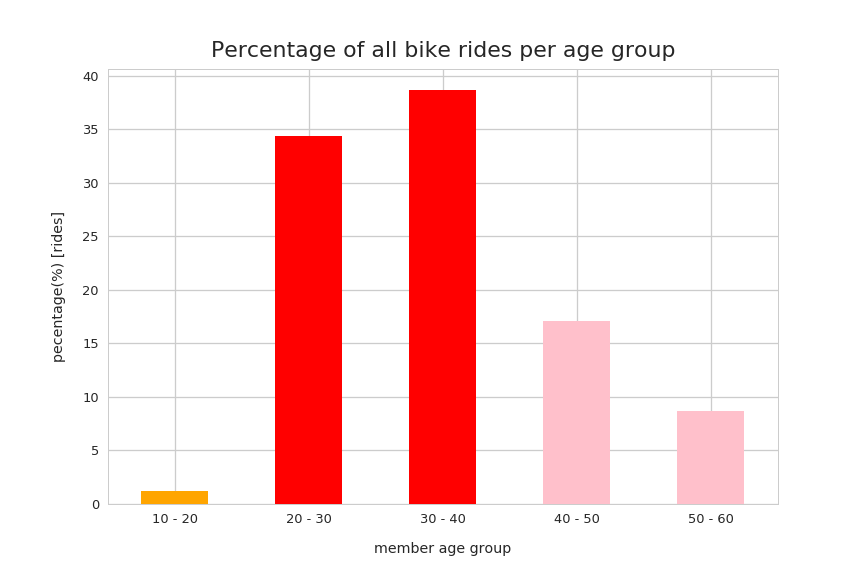 Percentage of all bike rides per age group
40
35
30
25
20
15
10
5
0
pecentage(%) [rides]
10 - 20 20 - 30 30 - 40 40 - 50 50 - 60
member age group